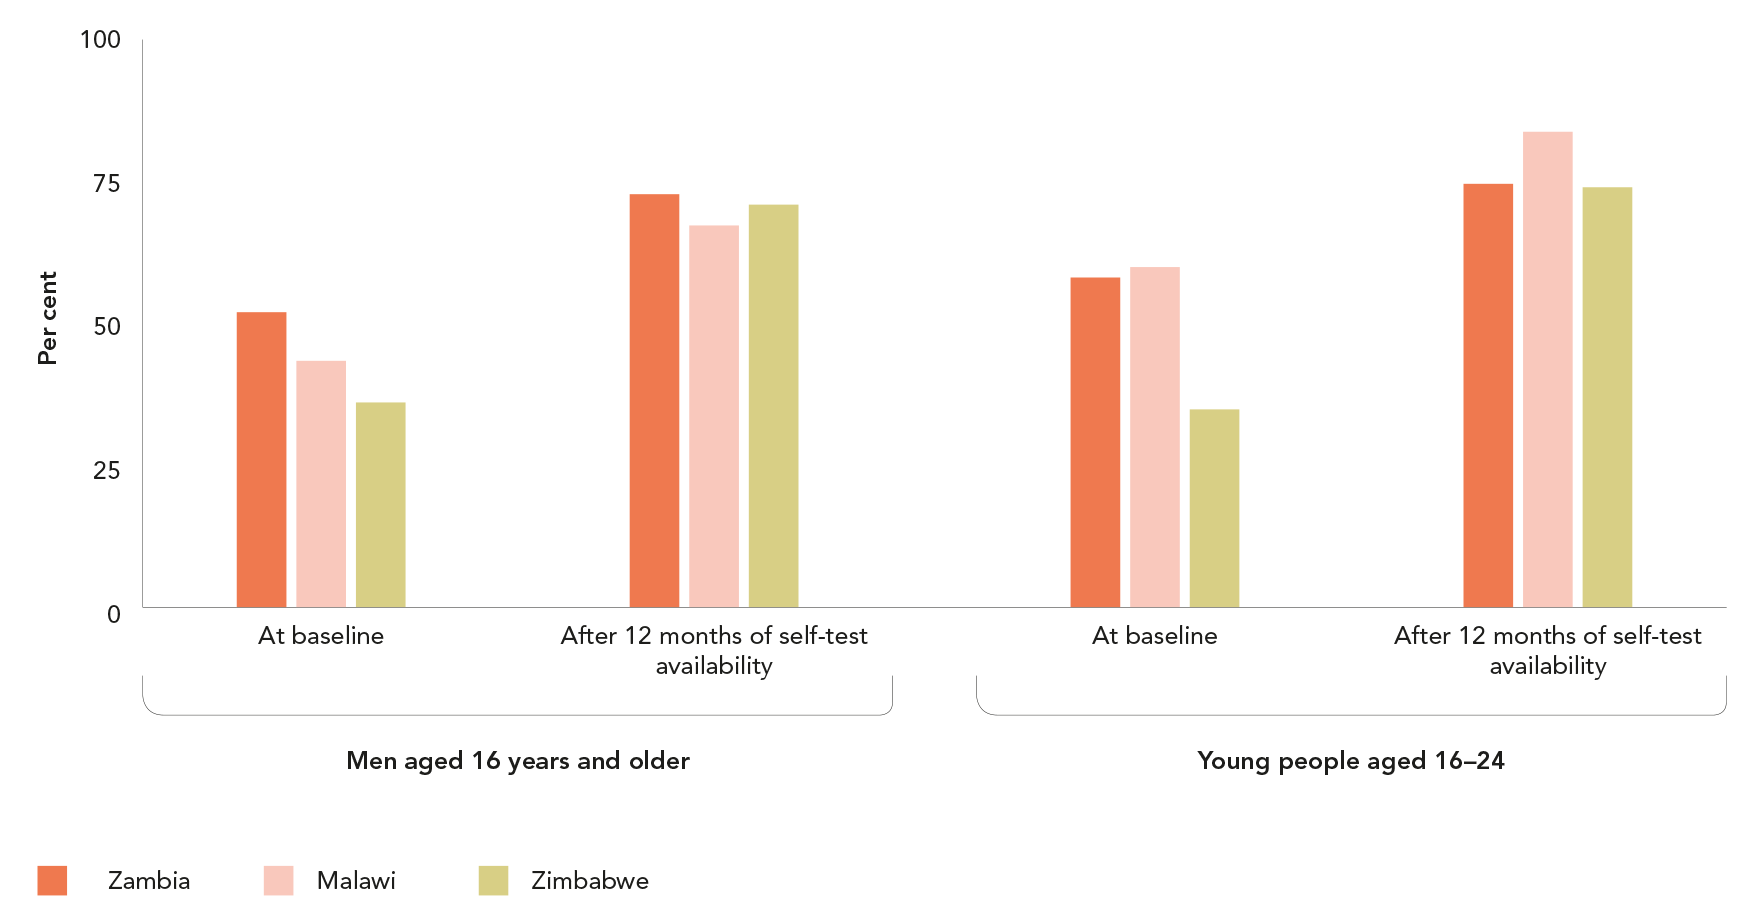 100
75
50
25
0
Per cent
At baseline
After 12 months of self-test
availability
At baseline
After 12 months of self-test
availability
Men aged 16 years and older
Young people aged 16–24
Zambia
Malawi
Zimbabwe